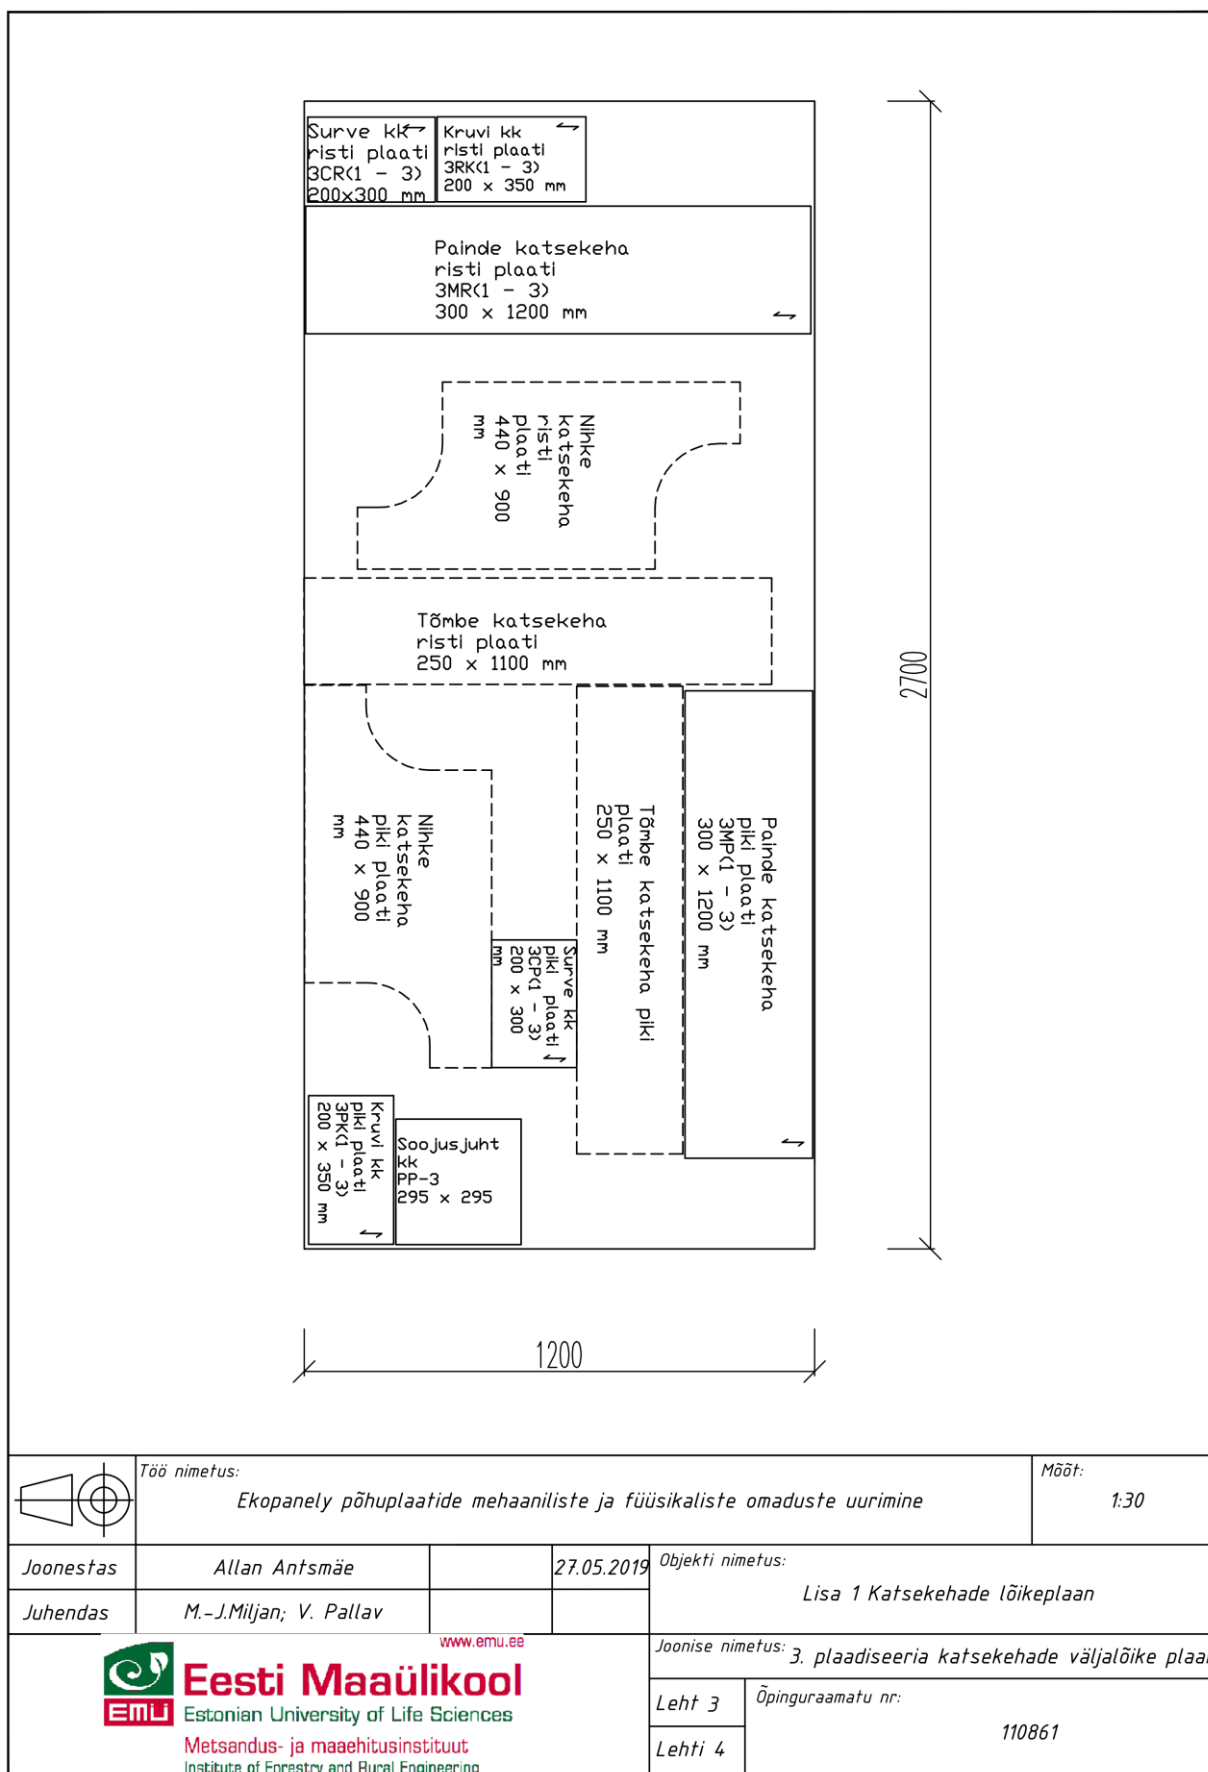 Surve kk
risti plaati
3CR(1 - 3)
200x300 mm
Kruvi kk
risti plaati
3RK(1 - 3)
200 x 350 mm
Painde katsekeha
risti plaati
3MR(1 - 3)
300 x 1200 mm
Nihke
katsekeha
risti
plaati
440 x 900
mm
Tõmbe katsekeha
risti plaati
250 x 1100 mm
2700
Nihke
katsekeha
piki plaati
440 x 900
mm
Surve kk
piki plaati
3CP(1 - 3)
200 x 300
mm
Tõmbe katsekeha piki
plaati
250 x 1100 mm
Painde katsekeha
piki plaati
3MP(1 - 3)
300 x 1200 mm
Kruvi kk
piki plaati
3PK(1 - 3)
200 x 350 mm
Soojusjuht
kk
PP-3
295 x 295
1200
Töö nimetus:
Ekopanely põhuplaatide mehaaniliste ja füüsikaliste omaduste uurimine
Mõõt:
1:30
Joonestas
Allan Antsmäe
27.05.2019
Objekti nimetus:
Lisa 1 Katsekehade lõikeplaan
Juhendas
M.-J.Miljan; V. Pallav
www.emu.ee
EMÜ
Eesti Maaülikool
Estonian University of Life Sciences
Metsandus- ja maaehitusinstituut
Institute of Forestry and Rural Engineering
Joonise nimetus: 3. plaadiseeria katsekehade väljalõike plaan
Leht 3
Lehti 4
Õpinguraamatu nr:
110861